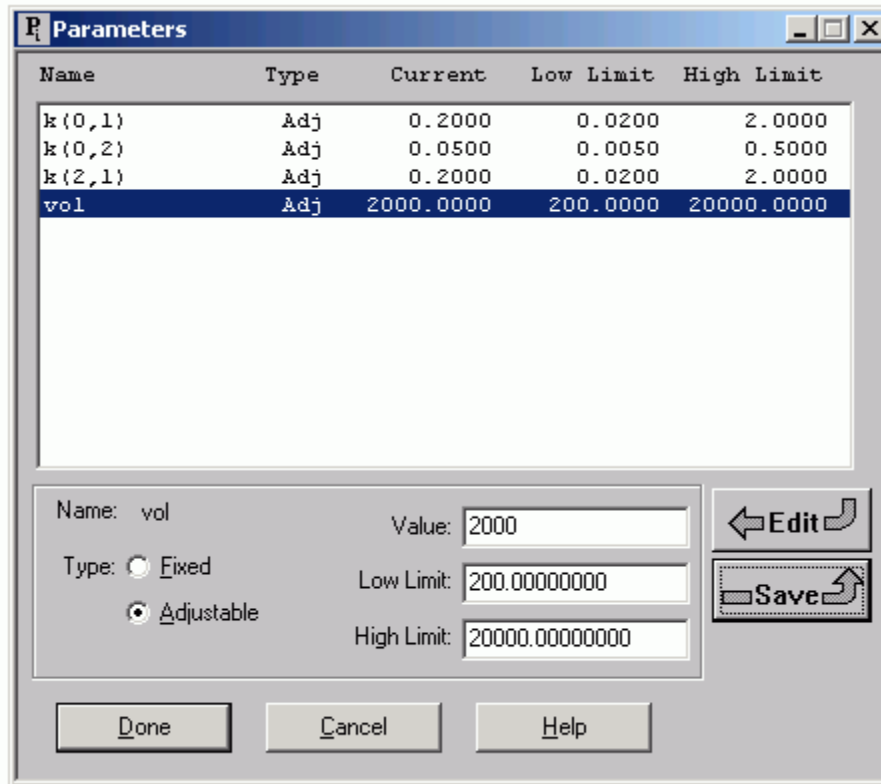 Parameters
Name Type Current Low Limit High Limit
k(0,1) Adj 0.2000 0.0200 2.0000
k(0,2) Adj 0.0500 0.0050 0.5000
k(2,1) Adj 0.2000 0.0200 2.0000
vol Adj 2000.0000 200.0000 20000.0000
Name: vol
Value: 2000
Edit
Type: Fixed
Low Limit: 200.00000000
Save
Adjustable
High Limit: 20000.00000000
Done Cancel Help